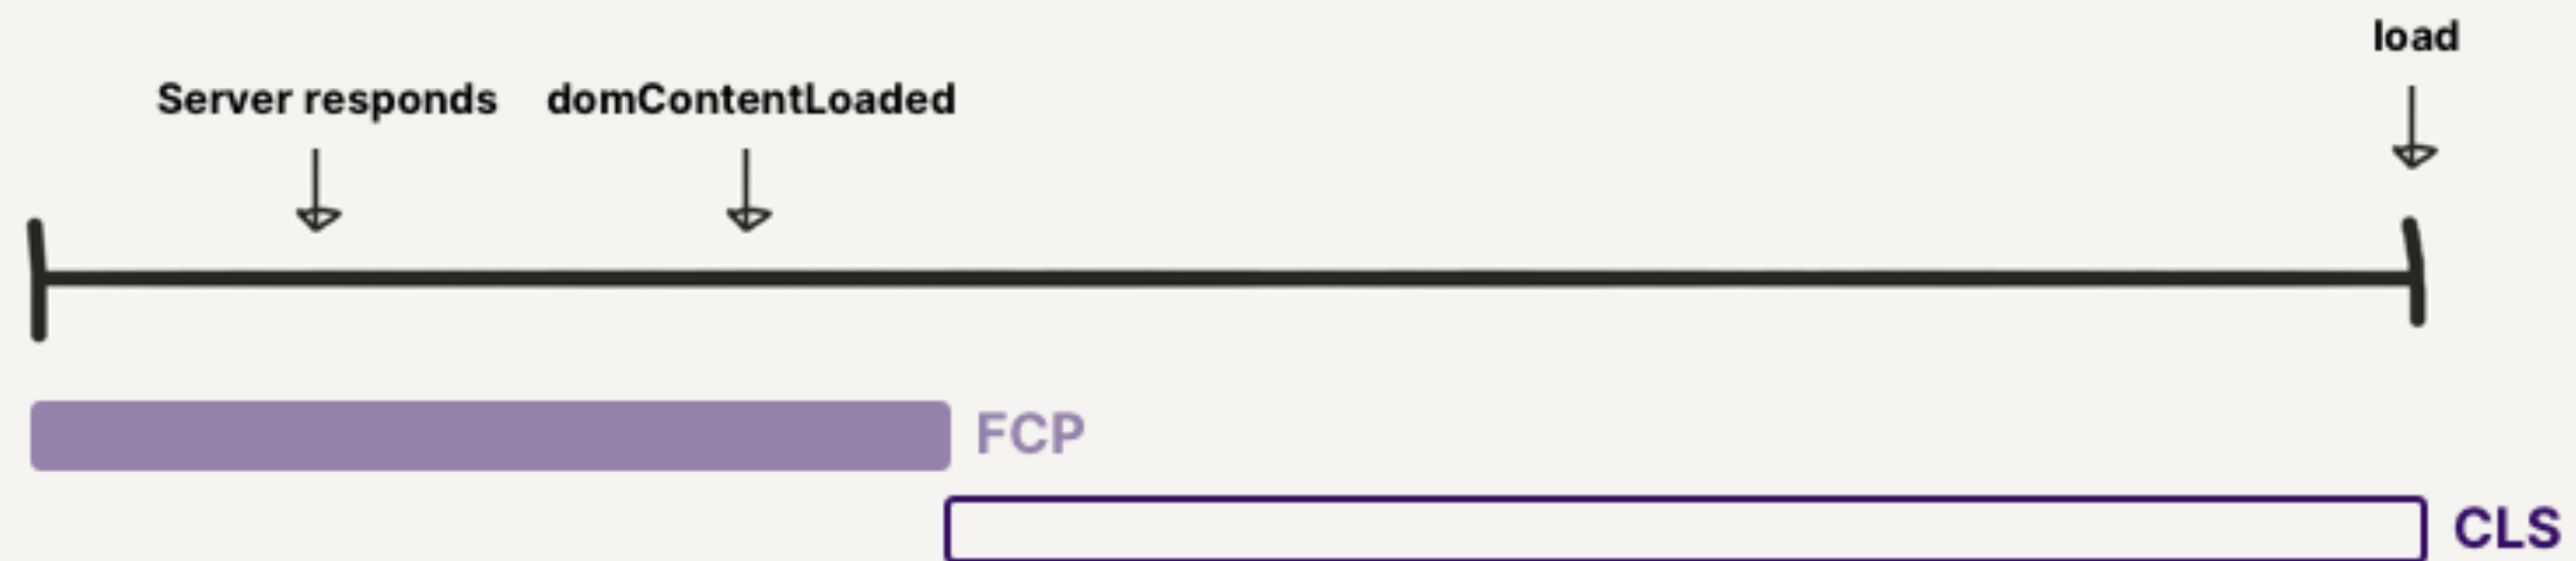 load
Server responds
domContentLoaded
FCP
CLS